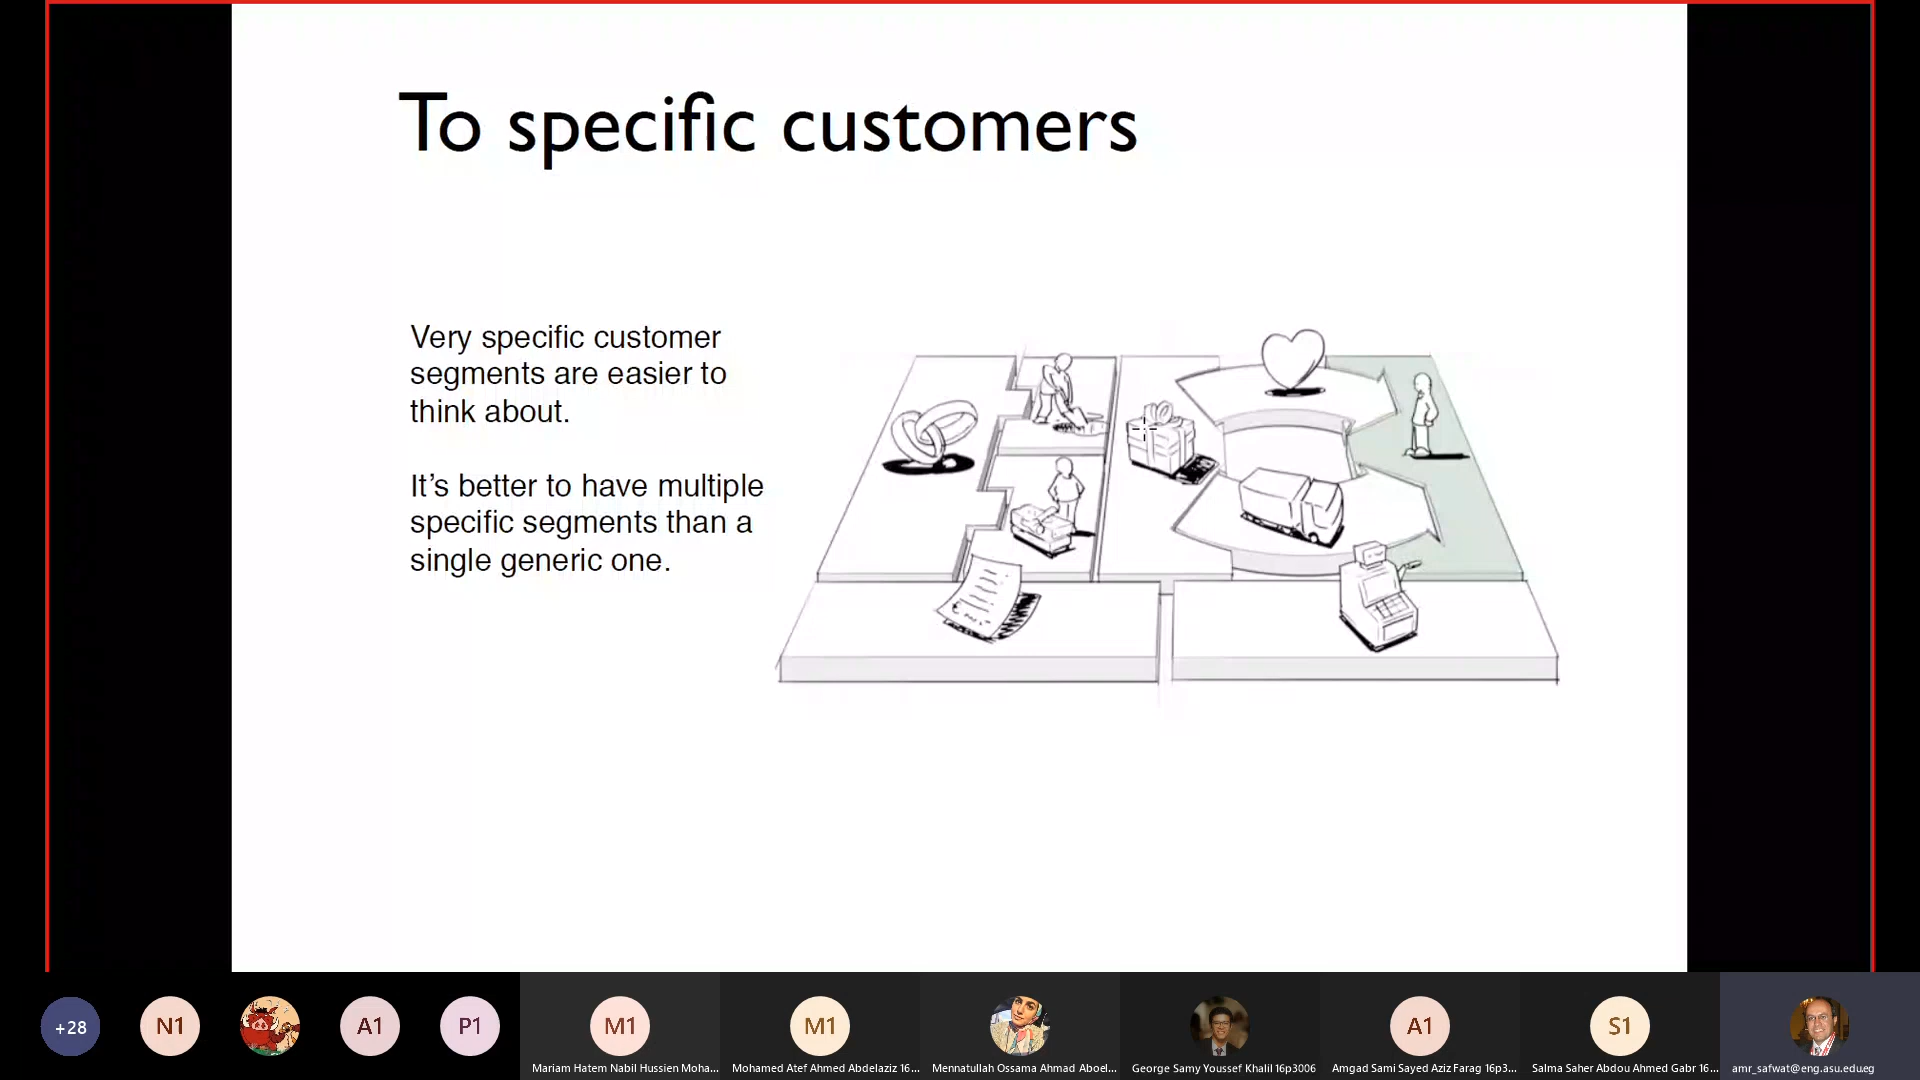 To specific customers
Very specific customer
segments are easier to
think about.
It's better to have multiple
specific segments than a
single generic one.
+28
N1
A1
P1
M1
M1
A1
S1
Mariam Hatem Nabil Hussien Moha...
Mohamed Atef Ahmed Abdelaziz 16...
Mennatullah Ossama Ahmad Aboel...
George Samy Youssef Khalil 16p3006
Amgad Sami Sayed Aziz Farag 16p3...
Salma Saher Abdou Ahmed Gabr 16...
amr_safwat@eng.asu.edu.eg